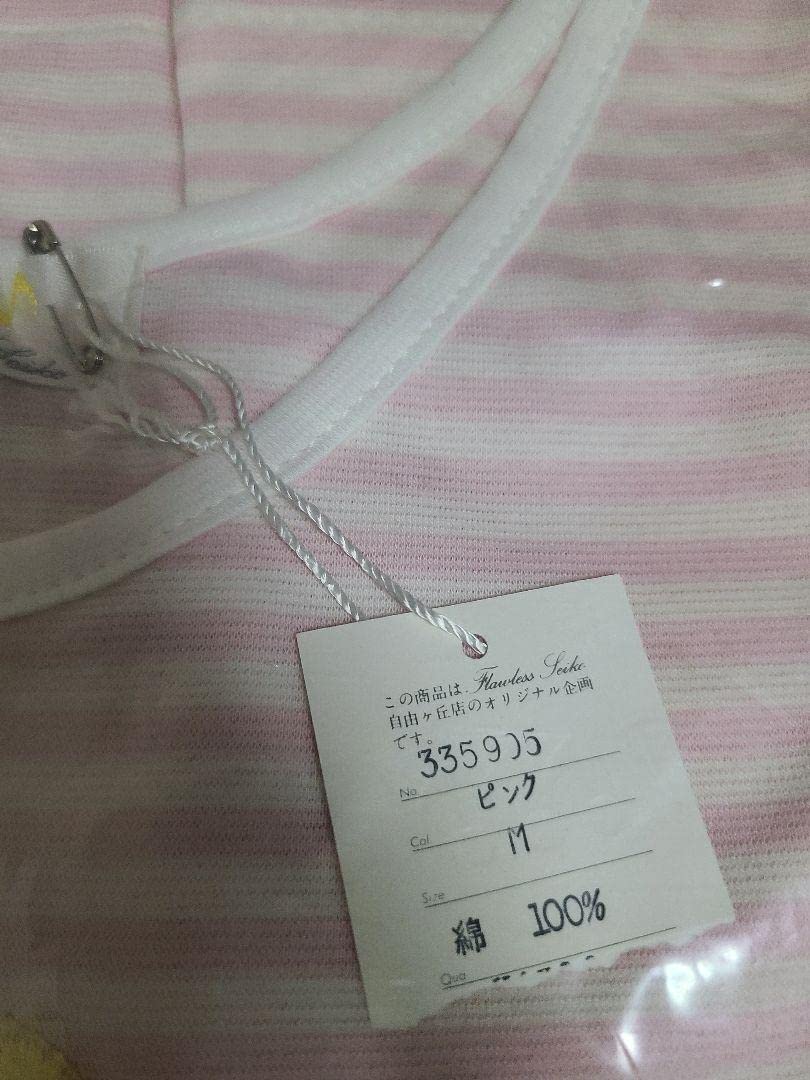 この商品は、Flawless Seiko
自由ヶ丘店のオリジナル企画
です。
No. 335905
ピンク
Col
M
Size
綿 100%
Qua